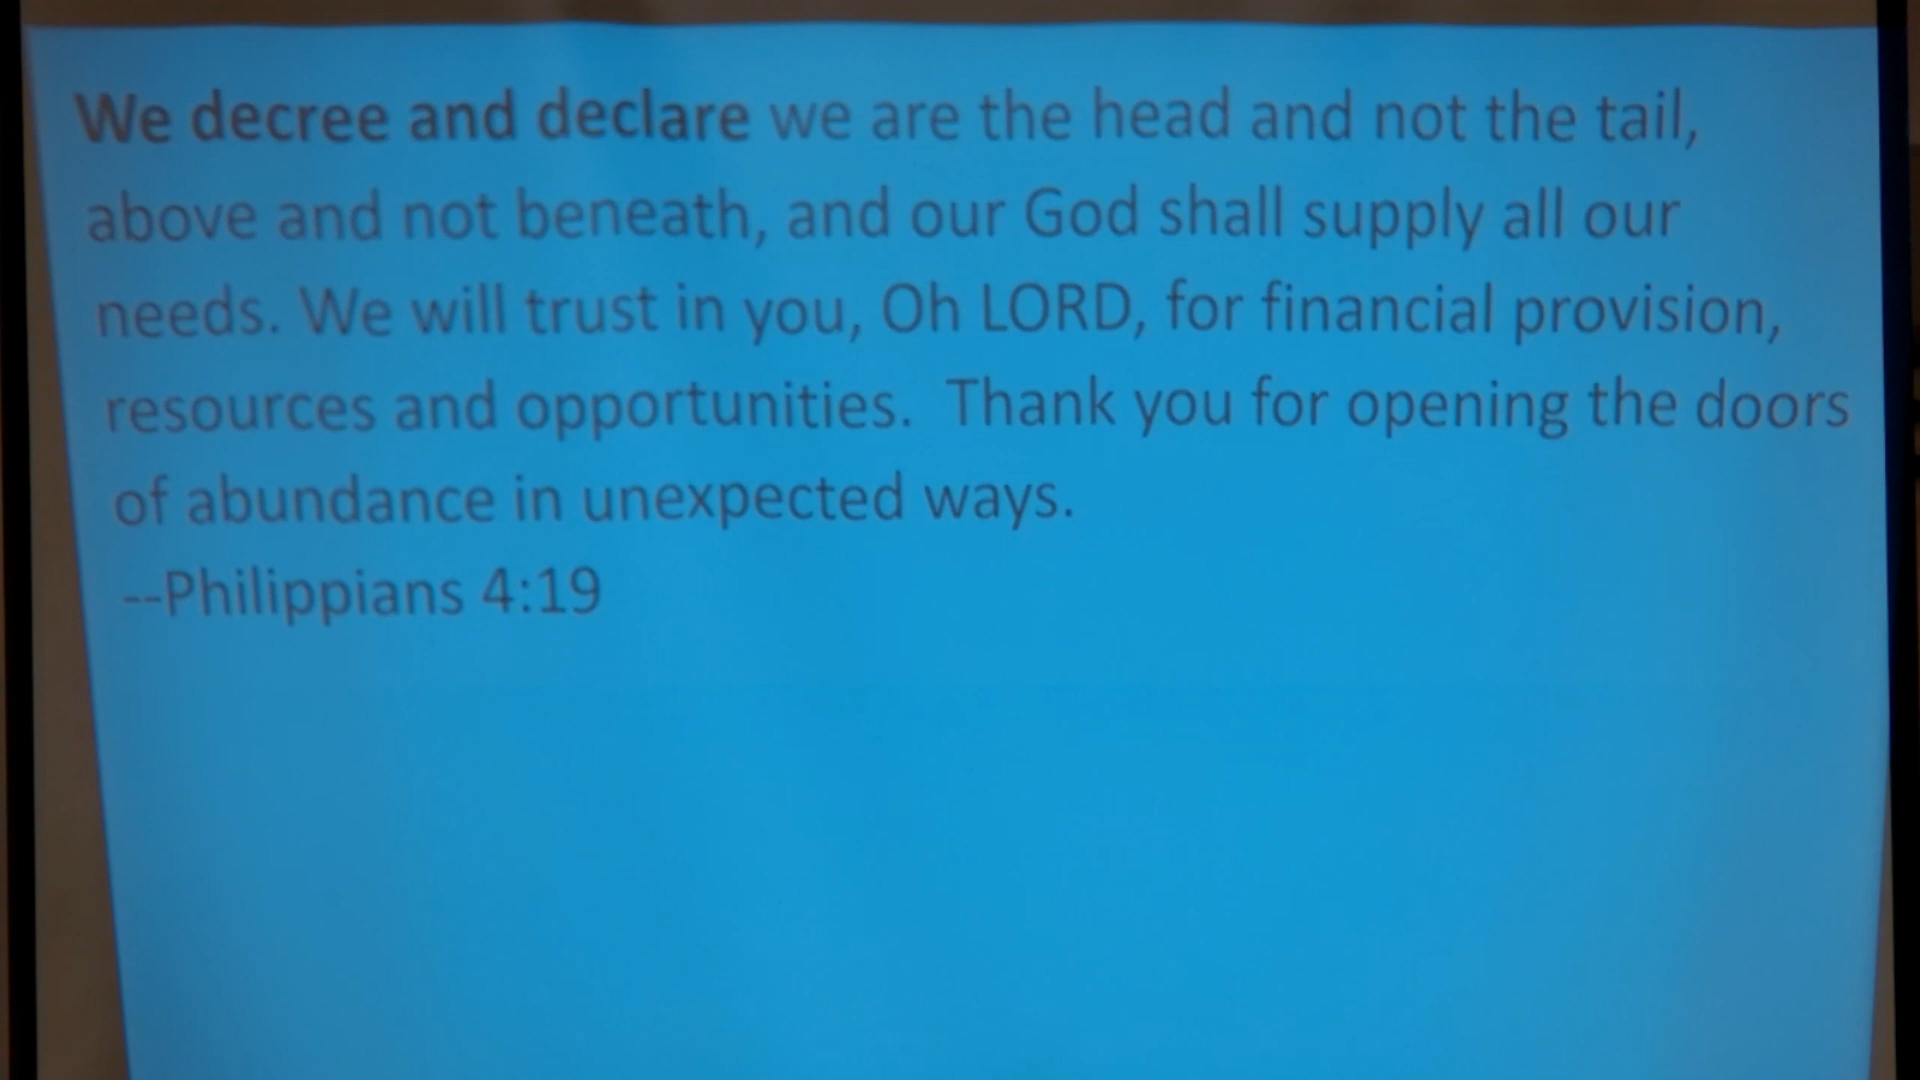 We decree and declare we are the head and not the tail,
above and not beneath, and our God shall supply all our
needs. We will trust in you, Oh LORD, for financial provision,
resources and opportunities.  Thank you for opening the doors
of abundance in unexpected ways.
--Philippians 4:19